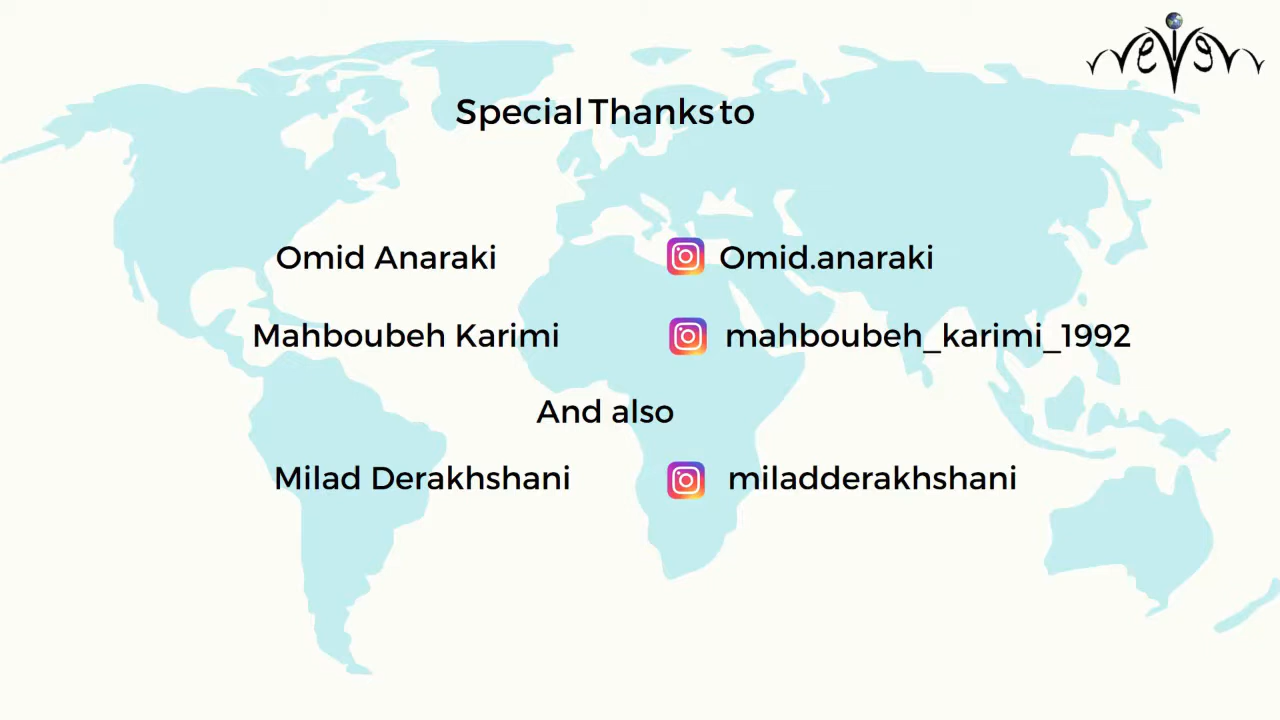 Special Thanks to
Omid Anaraki Omid.anaraki
Mahboubeh Karimi mahboubeh_karimi_1992
And also
Milad Derakhshani miladderakhshani